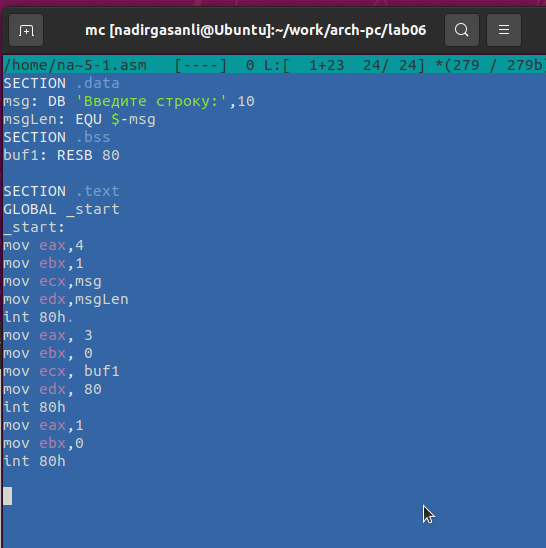 mc [nadirgasanli@Ubuntu]:~/work/arch-pc/lab06
/home/na~5-1.asm   [----]  0 L:[  1+23  24/ 24] *(279 / 279b
SECTION .data
msg: DB 'Введите строку:',10
msgLen: EQU $-msg
SECTION .bss
buf1: RESB 80

SECTION .text
GLOBAL _start
_start:
mov eax,4
mov ebx,1
mov ecx,msg
mov edx,msgLen
int 80h.
mov eax, 3
mov ebx, 0
mov ecx, buf1
mov edx, 80
int 80h
mov eax,1
mov ebx,0
int 80h